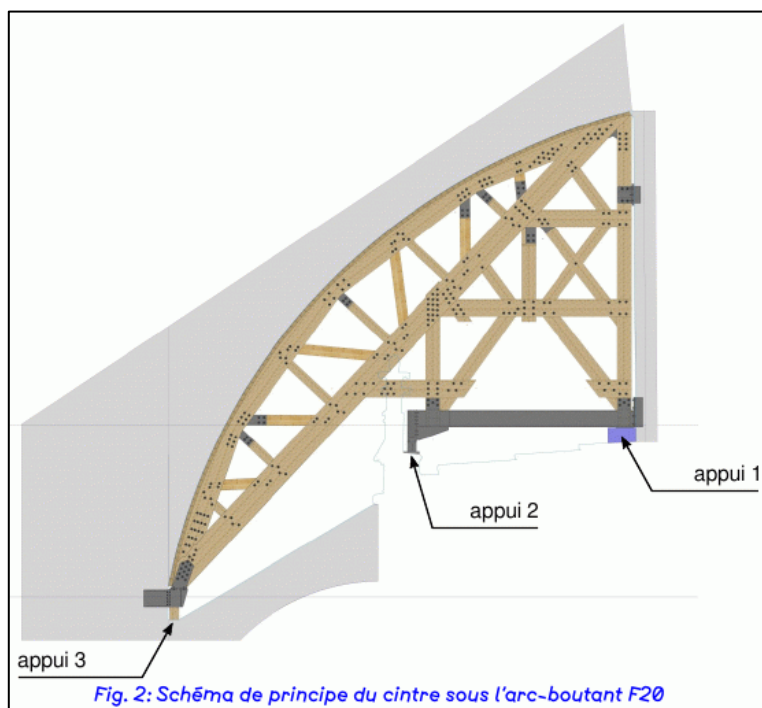 appui 1
appui 2
appui 3
Fig. 2: Schéma de principe du cintre sous l'arc-boutant F20